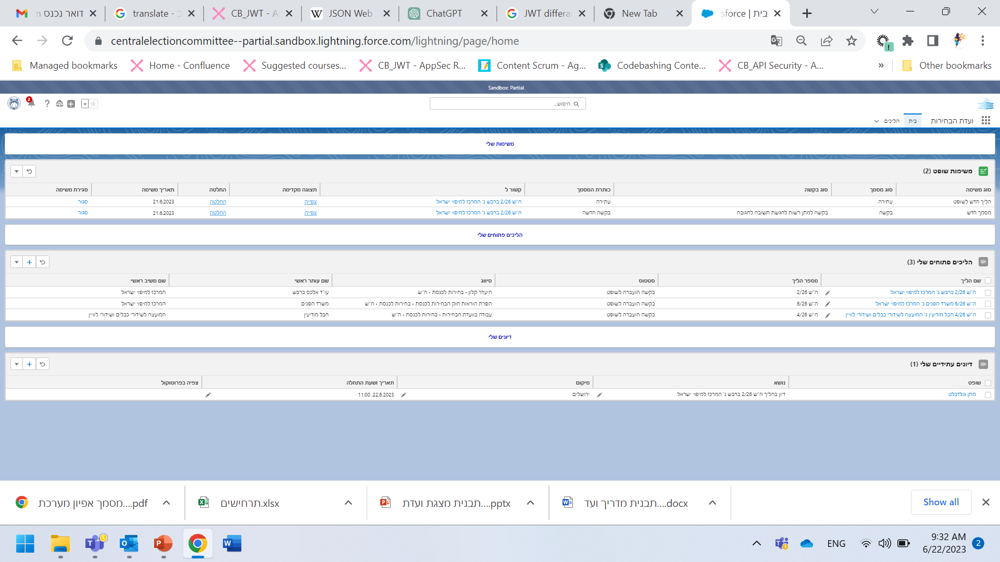 דואר נכנס
translate -
CB_JWT - A
JSON Web
ChatGPT
JWT differa
New Tab
sforce | בית
centralelectioncommittee--partial.sandbox.lightning.force.com/lightning/page/home
Managed bookmarks
Home - Confluence
Suggested courses...
CB_JWT - AppSec R...
Content Scrum - Ag...
Codebashing Conte...
CB_API Security - A...
»
Other bookmarks
Sandbox: Partial
2
חיפוש...
ועדת הבחירות
בית
הליכים
משימות שלי
משימות שופט (2)
סוג משימה סוג מסמך סוג בקשה כותרת המסמך קשור ל תצוגה מקדימה החלטה תאריך משימה סגירת משימה
הליך חדש לשופט עתירה עתירה ה״ש 2/26 ברבש נ' המרכז למיפוי ישראל צפייה החלטה 21.6.2023 סגור
מסמך חדש בקשה בקשה למתן רשות להגשת תשובה לתגובה בקשה חדשה ה״ש 2/26 ברבש נ' המרכז למיפוי ישראל צפייה החלטה 21.6.2023 סגור
הליכים פתוחים שלי
הליכים פתוחים שלי (3)
שם הליך מספר הליך סטטוס סיווג שם עותר ראשי שם משיב ראשי
ה״ש 2/26 ברבש נ' המרכז למיפוי ישראל ה״ש 2/26 בקשה הועברה לשופט היעדר קלון - בחירות לכנסת - ה״ש עו״ד אלכס ברבש המרכז למיפוי ישראל
ה״ש 6/26 משרד הפנים נ' המרכז למיפוי ישראל ה״ש 6/26 בקשה הועברה לשופט הפרת הוראות חוק הבחירות לכנסת - בחירות לכנסת - ה״ש משרד הפנים המרכז למיפוי ישראל
ה״ש 4/26 חבל מודיעין נ' המועצה לשידורי כבלים ושידורי לוויין ה״ש 4/26 בקשה הועברה לשופט עבודה בוועדת הבחירות - בחירות לכנסת - ה״ש חבל מודיעין המועצה לשידורי כבלים ושידורי לוויין
דיונים שלי
דיונים עתידיים שלי (1)
שופט נושא מיקום תאריך ושעת התחלה צפיה בפרוטוקול
מתן גולדבלט דיון בהליך ה״ש 2/26 ברבש נ' המרכז למיפוי ישראל ירושלים 22.6.2023, 11:00
מסמך אפיון מערכת....pdf
תרחישים.xlsx
תבנית מצגת ועדת....pptx
תבנית מדריך ועד....docx
Show all
ENG
9:32 AM
6/22/2023
2